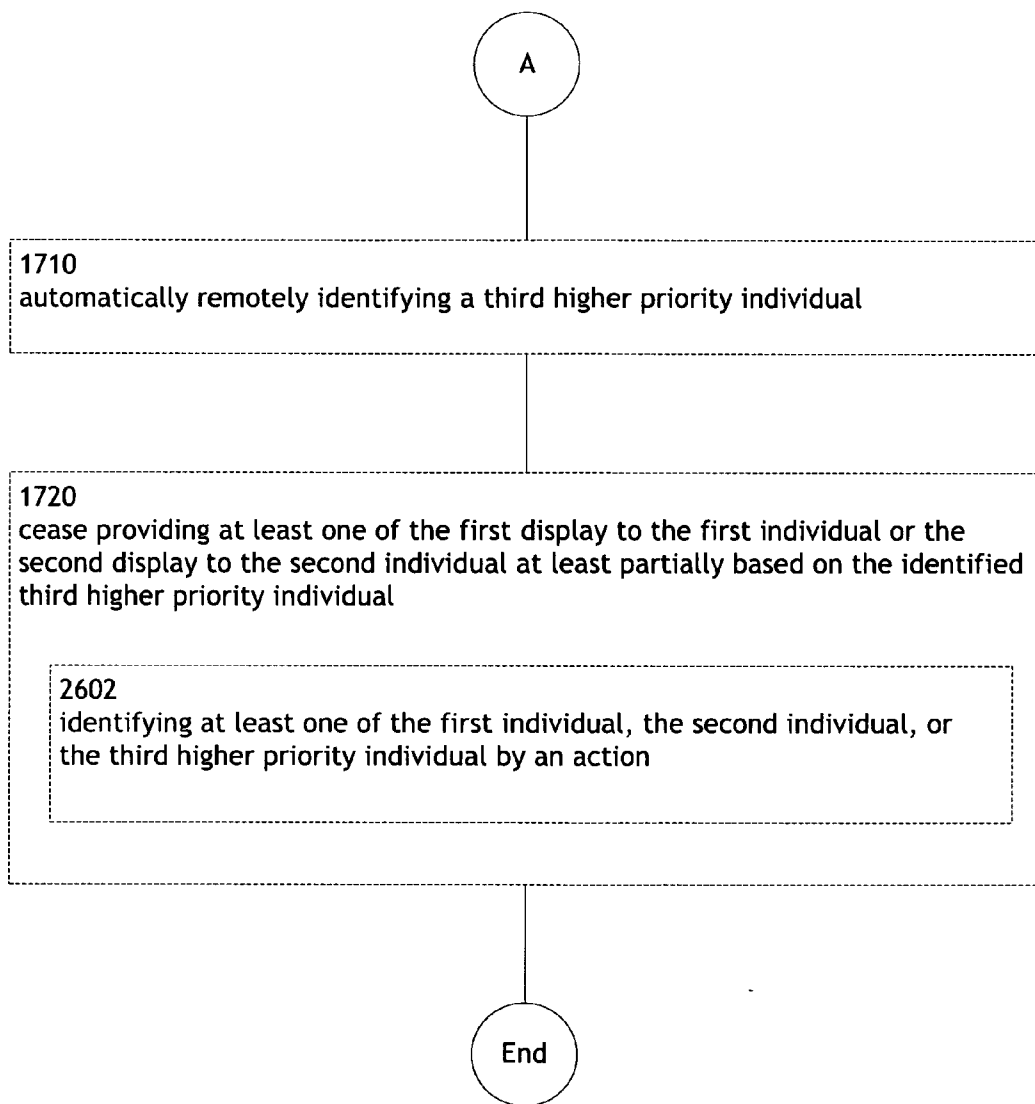 A
1710
automatically remotely identifying a third higher priority individual
1720
cease providing at least one of the first display to the first individual or the
second display to the second individual at least partially based on the identified
third higher priority individual
2602
identifying at least one of the first individual, the second individual, or
the third higher priority individual by an action
End